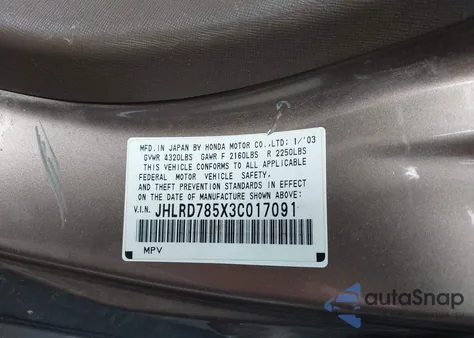 MFD. IN JAPAN BY HONDA MOTOR CO.,LTD: 1/'03
GVWR 4320LBS GAWR F 2160LBS R 2250LBS
THIS VEHICLE CONFORMS TO ALL APPLICABLE
FEDERAL MOTOR VEHICLE SAFETY,
AND THEFT PREVENTION STANDARDS IN EFFECT
ON THE DATE OF MANUFACTURE SHOWN ABOVE:
V.I.N. JHLRD785X3C017091
MPV
autaSnap